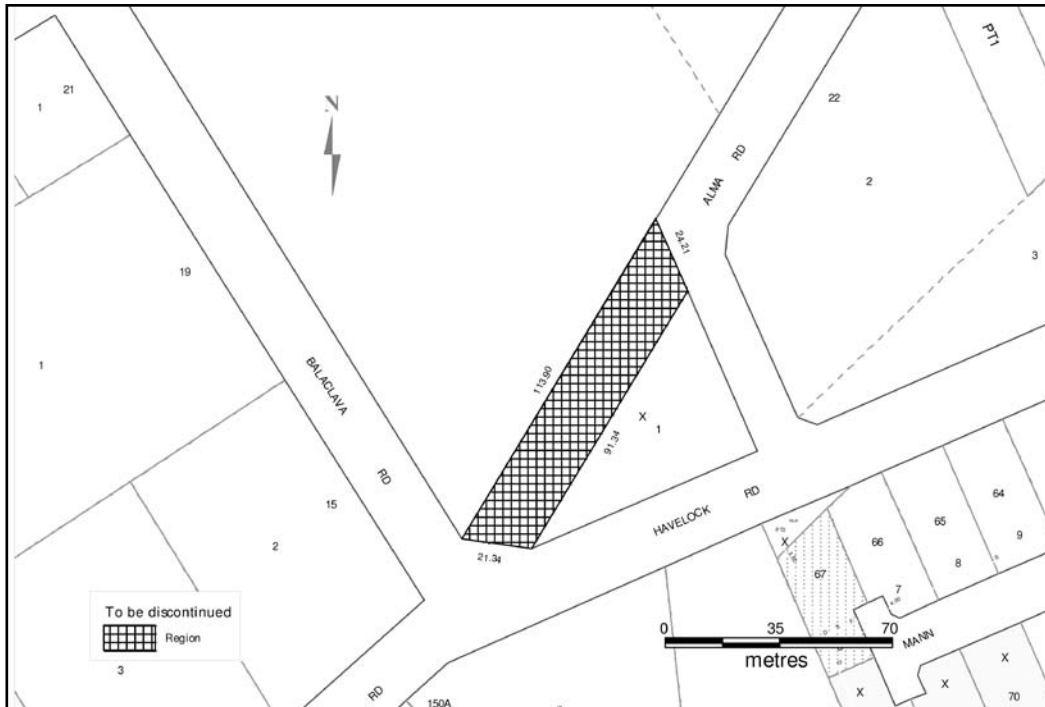 21
1
N
PT1
22
ALMA RD
2
3
24.21
19
1
BALACLAVA RD
113.90
X
1
91.34
HAVELOCK RD
15
2
21.34
64
65
66
9
8
7
X
67
To be discontinued
Region
3
0 35 70
metres
MANN
RD
150A
X
X
X
70